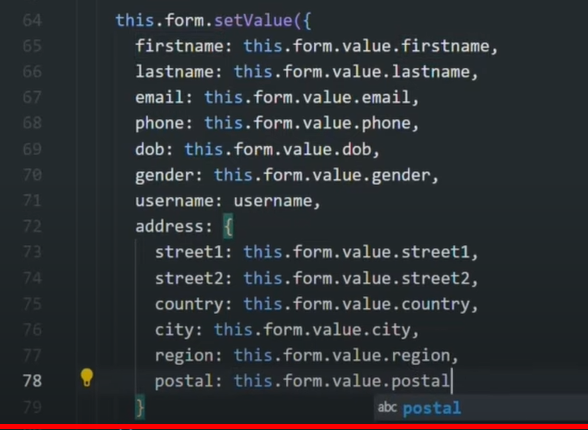 64 this.form.setValue({
65 firstname: this.form.value.firstname,
66 lastname: this.form.value.lastname,
67 email: this.form.value.email,
68 phone: this.form.value.phone,
69 dob: this.form.value.dob,
70 gender: this.form.value.gender,
71 username: username,
72 address: {
73 street1: this.form.value.street1,
74 street2: this.form.value.street2,
75 country: this.form.value.country,
76 city: this.form.value.city,
77 region: this.form.value.region,
78 postal: this.form.value.postal
79 }
abc postal